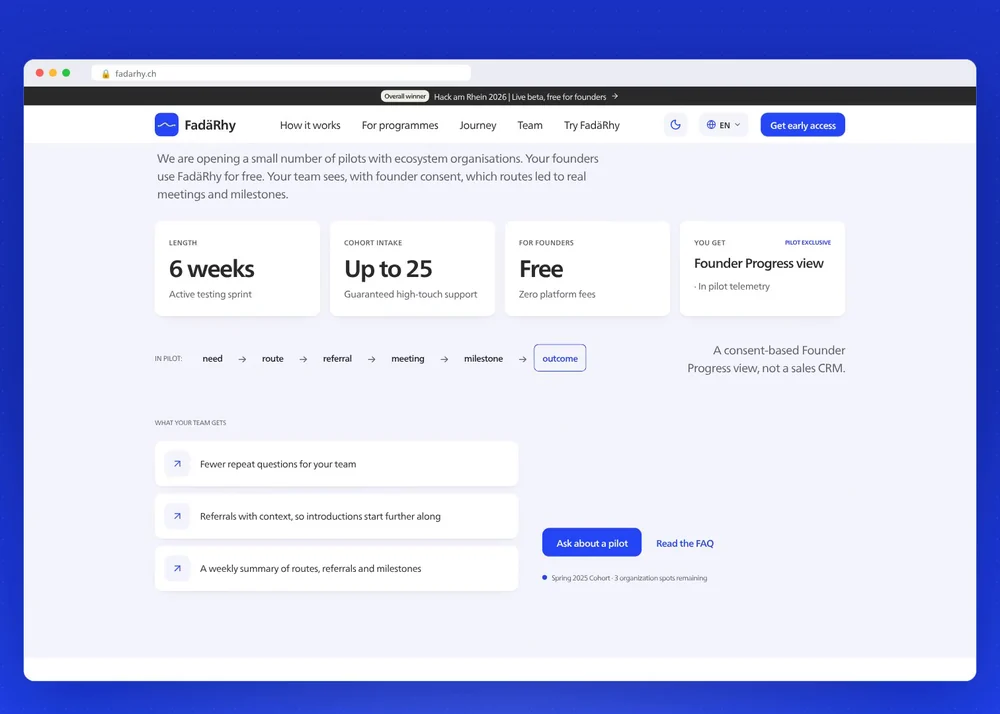 fadarhy.ch
Overall winner Hack am Rhein 2026 | Live beta, free for founders →
FadäRhy How it works For programmes Journey Team Try FadäRhy EN Get early access
We are opening a small number of pilots with ecosystem organisations. Your founders
use FadäRhy for free. Your team sees, with founder consent, which routes led to real
meetings and milestones.
LENGTH
6 weeks
Active testing sprint
COHORT INTAKE
Up to 25
Guaranteed high-touch support
FOR FOUNDERS
Free
Zero platform fees
YOU GET PILOT EXCLUSIVE
Founder Progress view
· In pilot telemetry
IN PILOT: need → route → referral → meeting → milestone → outcome
A consent-based Founder
Progress view, not a sales CRM.
WHAT YOUR TEAM GETS
Fewer repeat questions for your team
Referrals with context, so introductions start further along
A weekly summary of routes, referrals and milestones
Ask about a pilot Read the FAQ
Spring 2025 Cohort · 3 organization spots remaining